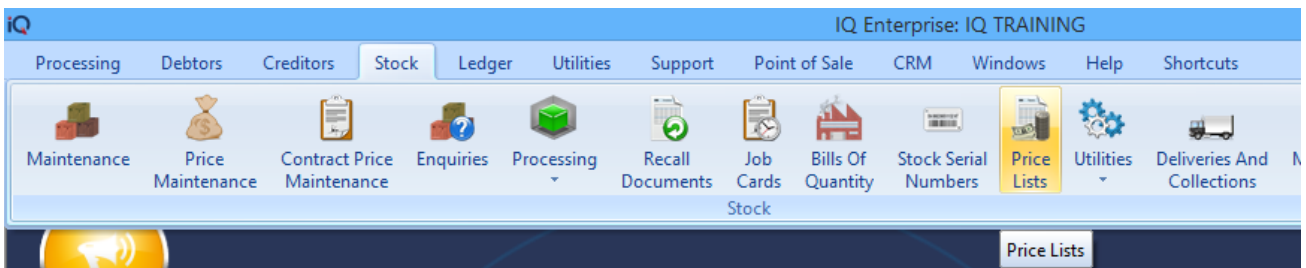 iQ IQ Enterprise: IQ TRAINING
Processing Debtors Creditors Stock Ledger Utilities Support Point of Sale CRM Windows Help Shortcuts
Maintenance Price Contract Price Enquiries Processing Recall Job Bills Of Stock Serial Price Utilities Deliveries And
Maintenance Maintenance Documents Cards Quantity Numbers Lists Collections
Stock
Price Lists